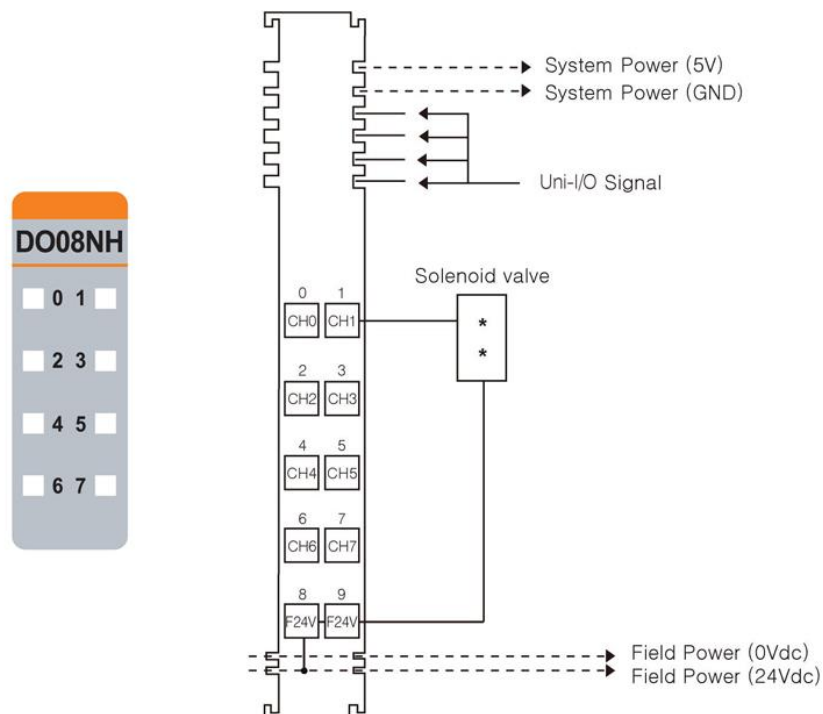 System Power (5V)
System Power (GND)
Uni-I/O Signal
DO08NH
0 1
2 3
4 5
6 7
Solenoid valve
0 1
CH0 CH1
*
*
2 3
CH2 CH3
4 5
CH4 CH5
6 7
CH6 CH7
8 9
F24V F24V
Field Power (0Vdc)
Field Power (24Vdc)